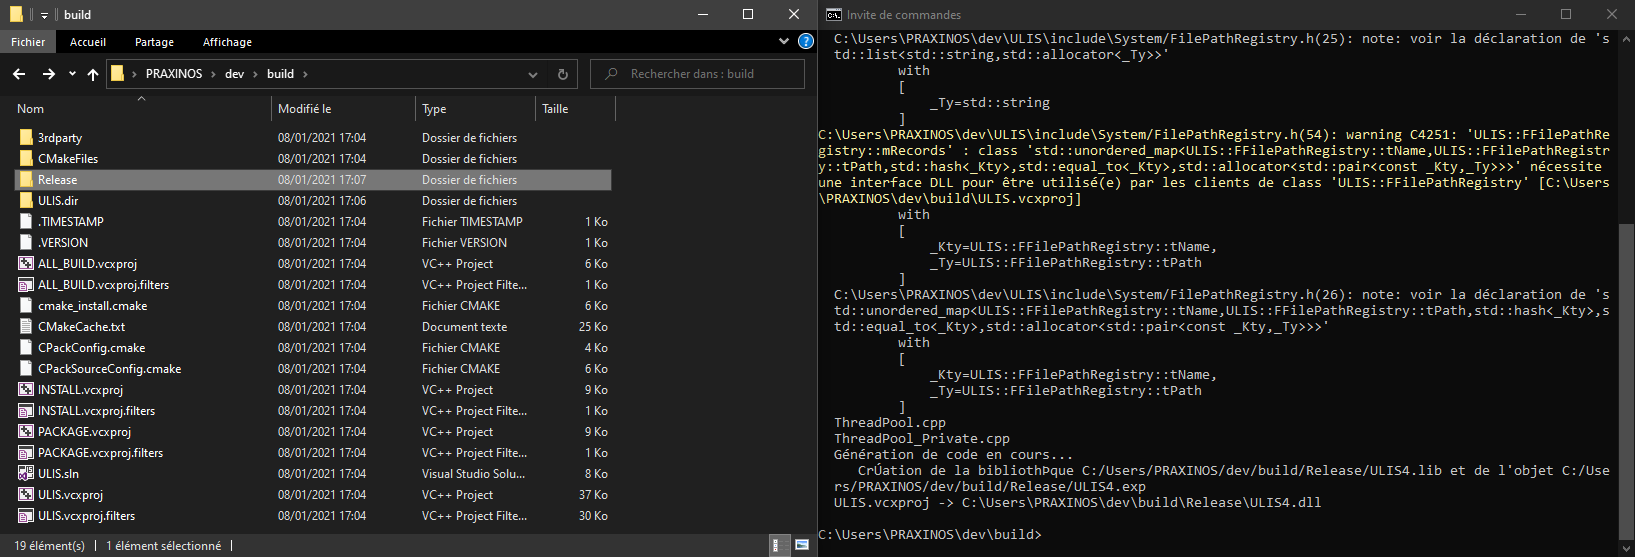 build
Fichier Accueil Partage Affichage
PRAXINOS > dev > build >
Rechercher dans : build
Nom Modifié le Type Taille
3rdparty 08/01/2021 17:04 Dossier de fichiers
CMakeFiles 08/01/2021 17:04 Dossier de fichiers
Release 08/01/2021 17:07 Dossier de fichiers
ULIS.dir 08/01/2021 17:06 Dossier de fichiers
.TIMESTAMP 08/01/2021 17:04 Fichier TIMESTAMP 1 Ko
.VERSION 08/01/2021 17:04 Fichier VERSION 1 Ko
ALL_BUILD.vcxproj 08/01/2021 17:04 VC++ Project 6 Ko
ALL_BUILD.vcxproj.filters 08/01/2021 17:04 VC++ Project Filte... 1 Ko
cmake_install.cmake 08/01/2021 17:04 Fichier CMAKE 6 Ko
CMakeCache.txt 08/01/2021 17:04 Document texte 25 Ko
CPackConfig.cmake 08/01/2021 17:04 Fichier CMAKE 4 Ko
CPackSourceConfig.cmake 08/01/2021 17:04 Fichier CMAKE 6 Ko
INSTALL.vcxproj 08/01/2021 17:04 VC++ Project 9 Ko
INSTALL.vcxproj.filters 08/01/2021 17:04 VC++ Project Filte... 1 Ko
PACKAGE.vcxproj 08/01/2021 17:04 VC++ Project 9 Ko
PACKAGE.vcxproj.filters 08/01/2021 17:04 VC++ Project Filte... 1 Ko
ULIS.sln 08/01/2021 17:04 Visual Studio Solu... 8 Ko
ULIS.vcxproj 08/01/2021 17:04 VC++ Project 37 Ko
ULIS.vcxproj.filters 08/01/2021 17:04 VC++ Project Filte... 30 Ko
19 élément(s) 1 élément sélectionné
Invite de commandes
C:\Users\PRAXINOS\dev\ULIS\include\System/FilePathRegistry.h(25): note: voir la déclaration de 's
td::list<std::string,std::allocator<_Ty>>'
with
[
_Ty=std::string
]
C:\Users\PRAXINOS\dev\ULIS\include\System/FilePathRegistry.h(54): warning C4251: 'ULIS::FFilePathRe
gistry::mRecords' : class 'std::unordered_map<ULIS::FFilePathRegistry::tName,ULIS::FFilePathRegistr
y::tPath,std::hash<_Kty>,std::equal_to<_Kty>,std::allocator<std::pair<const _Kty,_Ty>>>' nécessite
une interface DLL pour être utilisé(e) par les clients de class 'ULIS::FFilePathRegistry' [C:\Users
\PRAXINOS\dev\build\ULIS.vcxproj]
with
[
_Kty=ULIS::FFilePathRegistry::tName,
_Ty=ULIS::FFilePathRegistry::tPath
]
C:\Users\PRAXINOS\dev\ULIS\include\System/FilePathRegistry.h(26): note: voir la déclaration de 's
td::unordered_map<ULIS::FFilePathRegistry::tName,ULIS::FFilePathRegistry::tPath,std::hash<_Kty>,s
td::equal_to<_Kty>,std::allocator<std::pair<const _Kty,_Ty>>>'
with
[
_Kty=ULIS::FFilePathRegistry::tName,
_Ty=ULIS::FFilePathRegistry::tPath
]
ThreadPool.cpp
ThreadPool_Private.cpp
Génération de code en cours...
CrÚation de la bibliothÞque C:/Users/PRAXINOS/dev/build/Release/ULIS4.lib et de l'objet C:/Use
rs/PRAXINOS/dev/build/Release/ULIS4.exp
ULIS.vcxproj -> C:\Users\PRAXINOS\dev\build\Release\ULIS4.dll
C:\Users\PRAXINOS\dev\build>